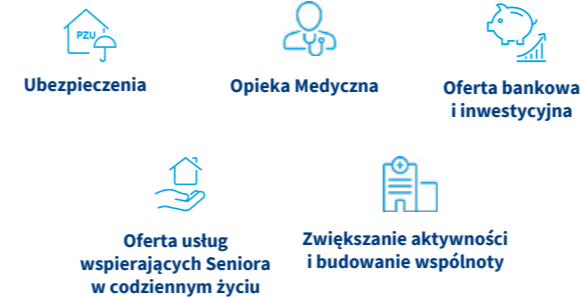 PZU
Ubezpieczenia
Opieka Medyczna
Oferta bankowa
i inwestycyjna
Oferta usług
wspierających Seniora
w codziennym życiu
Zwiększanie aktywności
i budowanie wspólnoty